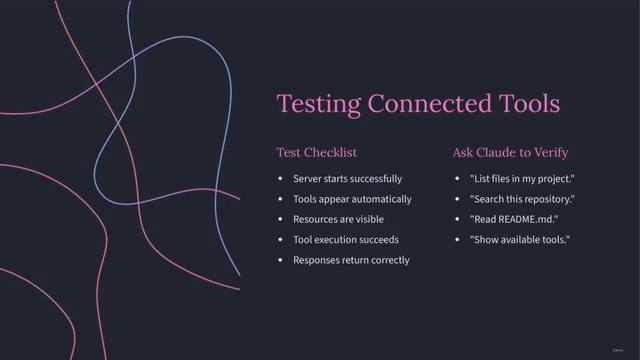 Testing Connected Tools
Test Checklist
• Server starts successfully
• Tools appear automatically
• Resources are visible
• Tool execution succeeds
• Responses return correctly
Ask Claude to Verify
• "List files in my project."
• "Search this repository."
• "Read README.md."
• "Show available tools."